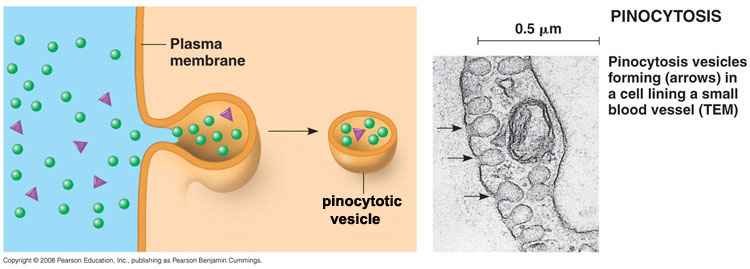 Plasma
membrane
pinocytotic
vesicle
0.5 μm
PINOCYTOSIS
Pinocytosis vesicles
forming (arrows) in
a cell lining a small
blood vessel (TEM)
Copyright © 2008 Pearson Education, Inc., publishing as Pearson Benjamin Cummings.